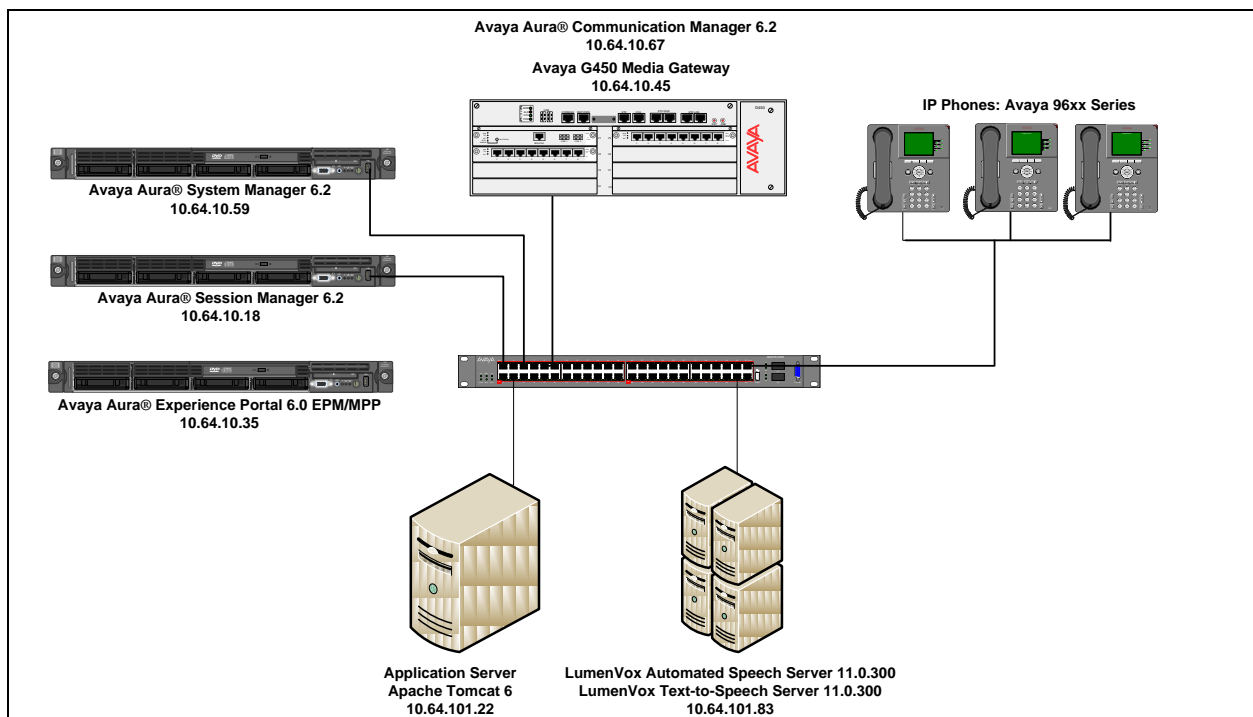 Avaya Aura® Communication Manager 6.2
10.64.10.67
Avaya G450 Media Gateway
10.64.10.45
AVAYA
IP Phones: Avaya 96xx Series
Avaya Aura® System Manager 6.2
10.64.10.59
Avaya Aura® Session Manager 6.2
10.64.10.18
AVAYA
Avaya Aura® Experience Portal 6.0 EPM/MPP
10.64.10.35
Application Server
Apache Tomcat 6
10.64.101.22
LumenVox Automated Speech Server 11.0.300
LumenVox Text-to-Speech Server 11.0.300
10.64.101.83